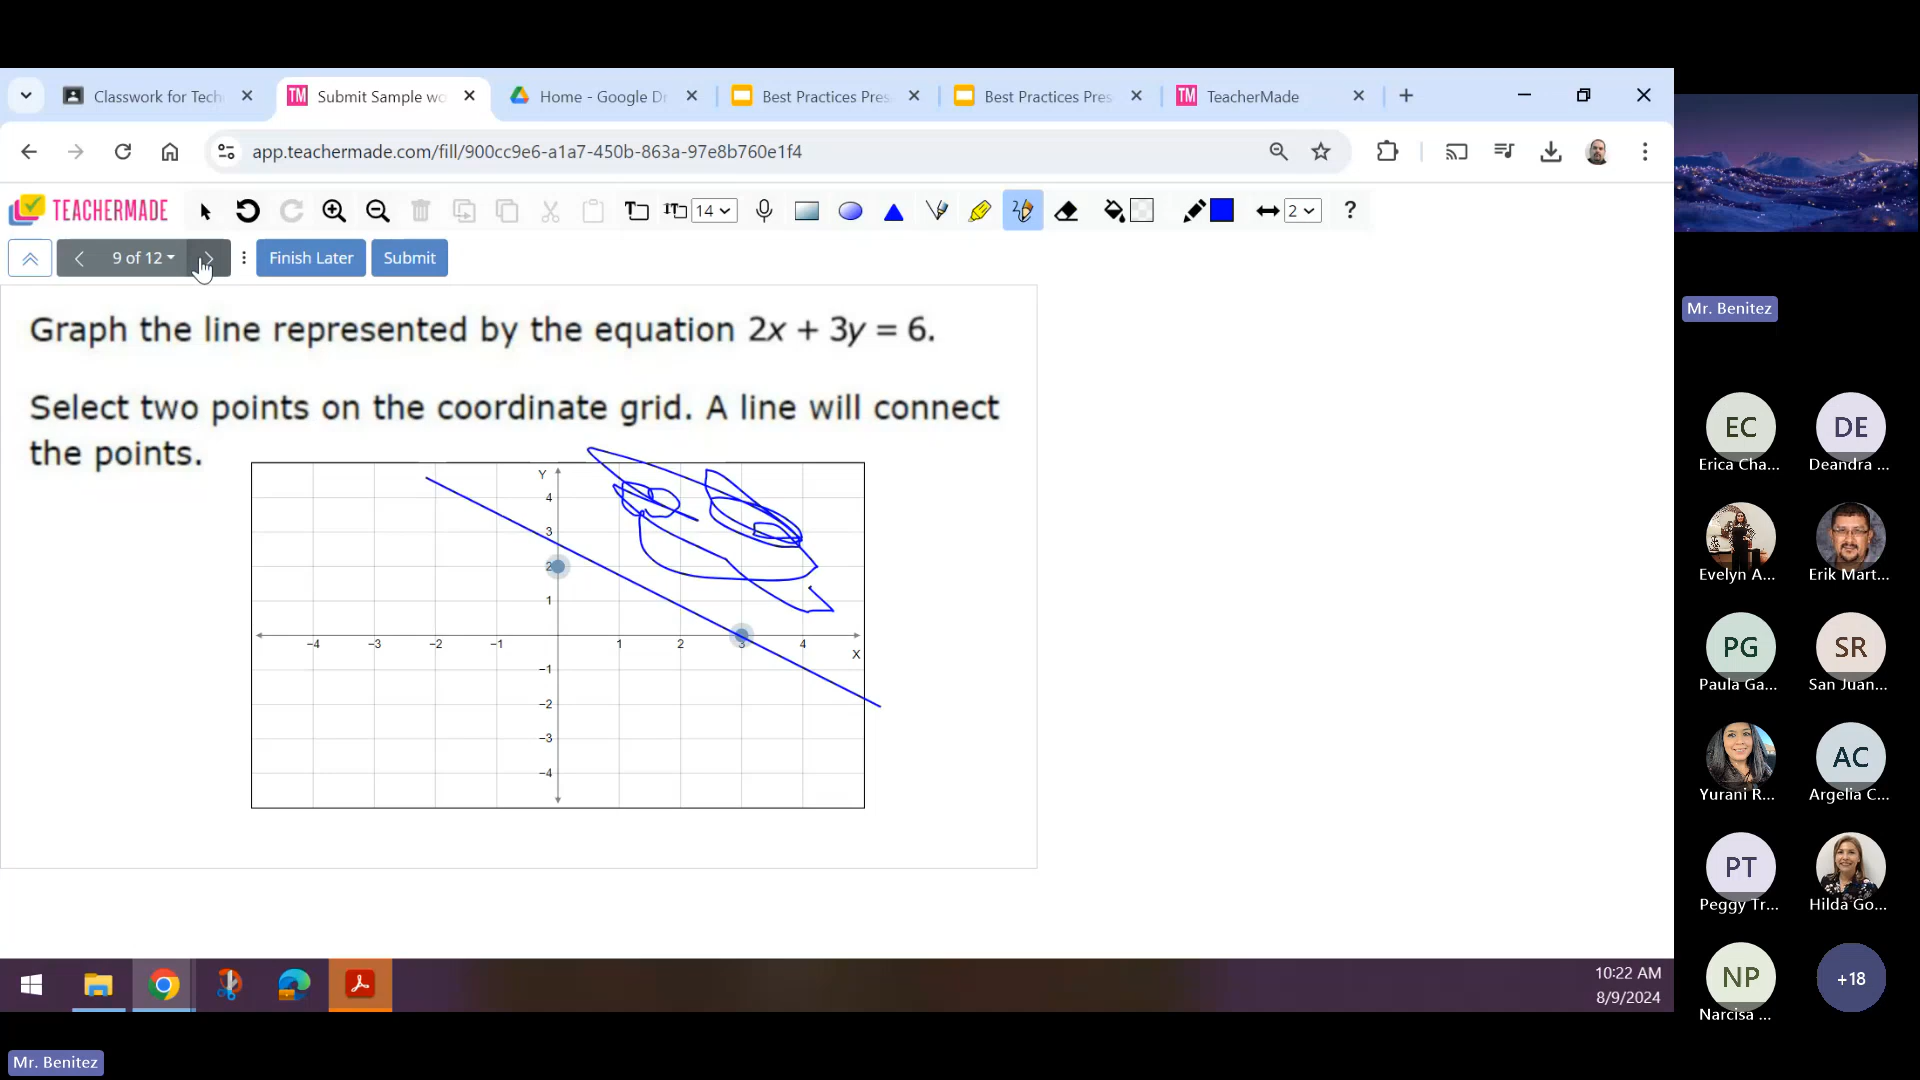 Classwork for Tech
Submit Sample wo
Home - Google Dr
Best Practices Pres
Best Practices Pres
TM TeacherMade
app.teachermade.com/fill/900cc9e6-a1a7-450b-863a-97e8b760e1f4
TEACHERMADE
14
2
?
9 of 12
Finish Later
Submit
Graph the line represented by the equation 2x + 3y = 6.
Select two points on the coordinate grid. A line will connect
the points.
Y
4
3
2
1
−4 −3 −2 −1 1 2 3 4
X
−1
−2
−3
−4
10:22 AM
8/9/2024
Mr. Benitez
Mr. Benitez
EC DE
Erica Cha... Deandra ...
Evelyn A... Erik Mart...
PG SR
Paula Ga... San Juan...
AC
Yurani R... Argelia C...
PT
Peggy Tr... Hilda Go...
NP +18
Narcisa ...